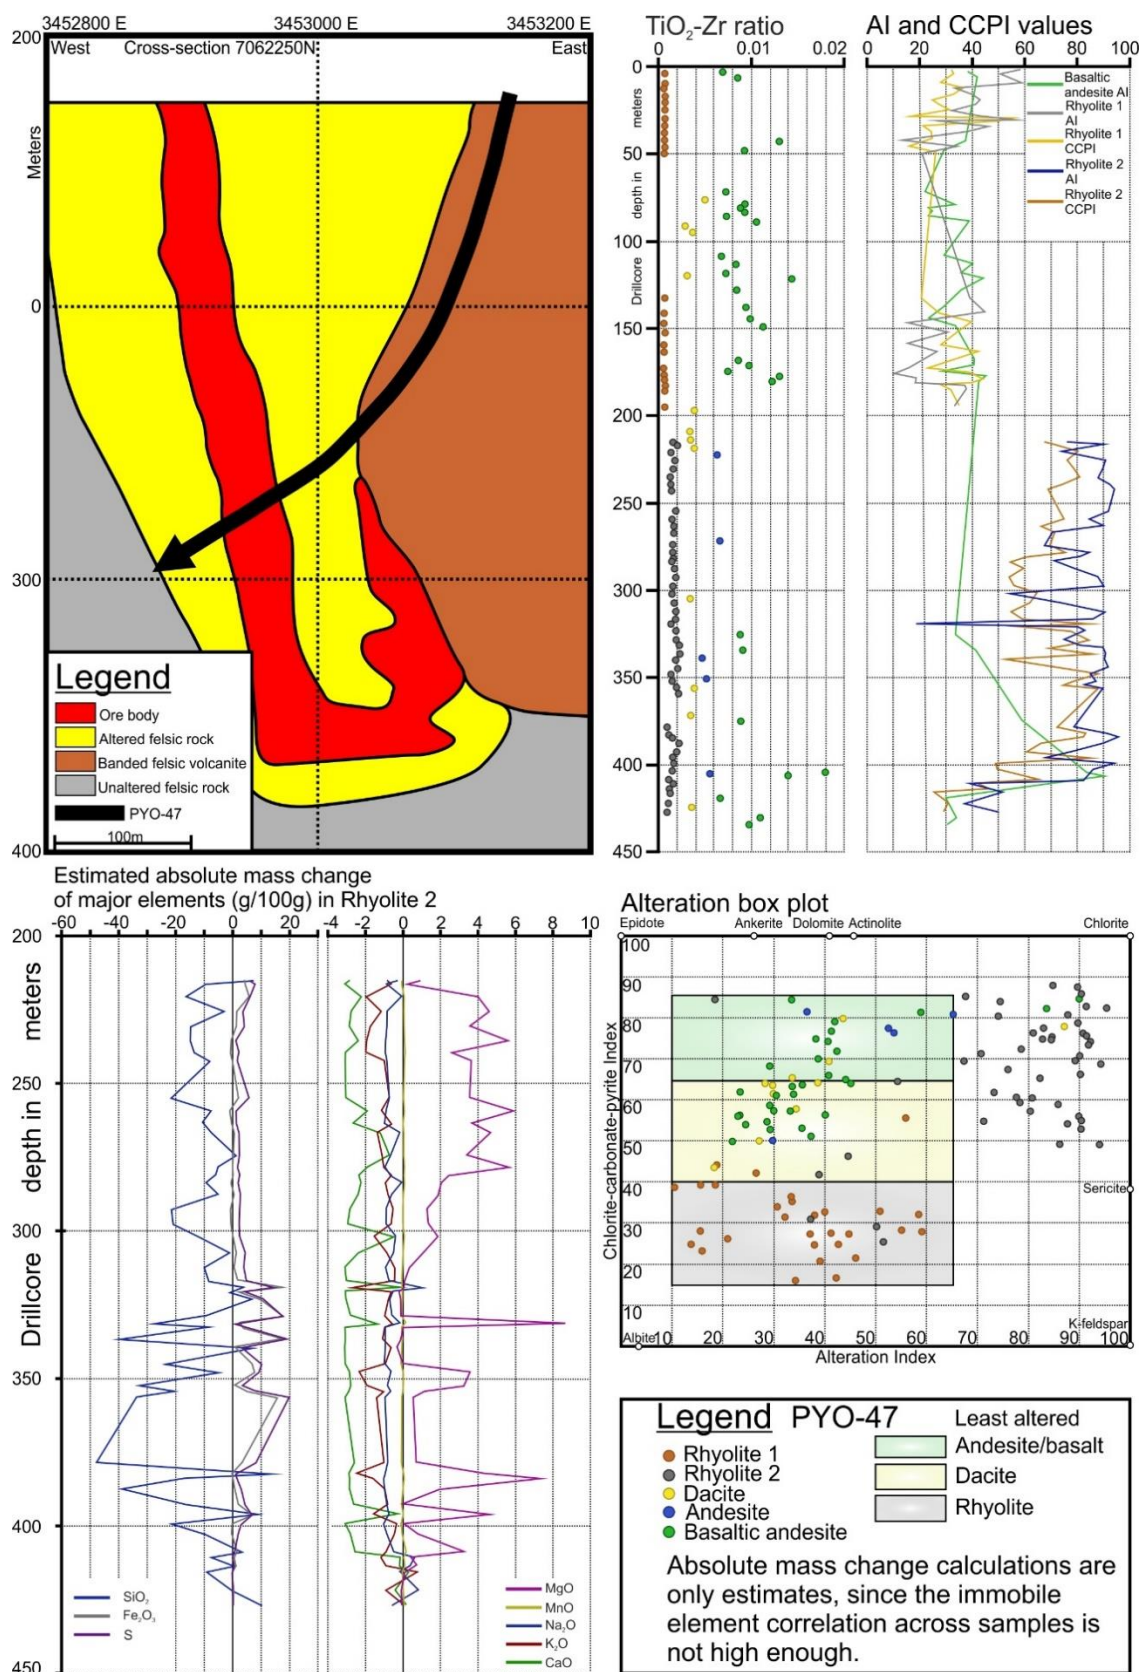 3452800 E 3453000 E 3453200 E
200
West Cross-section 7062250N East
Meters
0
300
400
Legend
Ore body
Altered felsic rock
Banded felsic volcanite
Unaltered felsic rock
PYO-47
100m
TiO₂-Zr ratio
0 0.01 0.02
0
50
100
150
200
250
300
350
400
450
Drillcore depth in meters
AI and CCPI values
0 20 40 60 80 100
Basaltic
andesite AI
Rhyolite 1
AI
Rhyolite 1
CCPI
Rhyolite 2
AI
Rhyolite 2
CCPI
Estimated absolute mass change
of major elements (g/100g) in Rhyolite 2
-60 -40 -20 0 20 -4 -2 0 2 4 6 8 10
200
250
300
350
400
450
Drillcore depth in meters
SiO₂
Fe₂O₃
S
MgO
MnO
Na₂O
K₂O
CaO
Alteration box plot
Epidote Ankerite Dolomite Actinolite Chlorite
100
90
80
70
60
50
40
30
20
10
Chlorite-carbonate-pyrite Index
Sericite
K-feldspar
Albite 10 20 30 40 50 60 70 80 90 100
Alteration Index
Legend PYO-47 Least altered
Rhyolite 1
Rhyolite 2
Dacite
Andesite
Basaltic andesite
Andesite/basalt
Dacite
Rhyolite
Absolute mass change calculations are
only estimates, since the immobile
element correlation across samples is
not high enough.